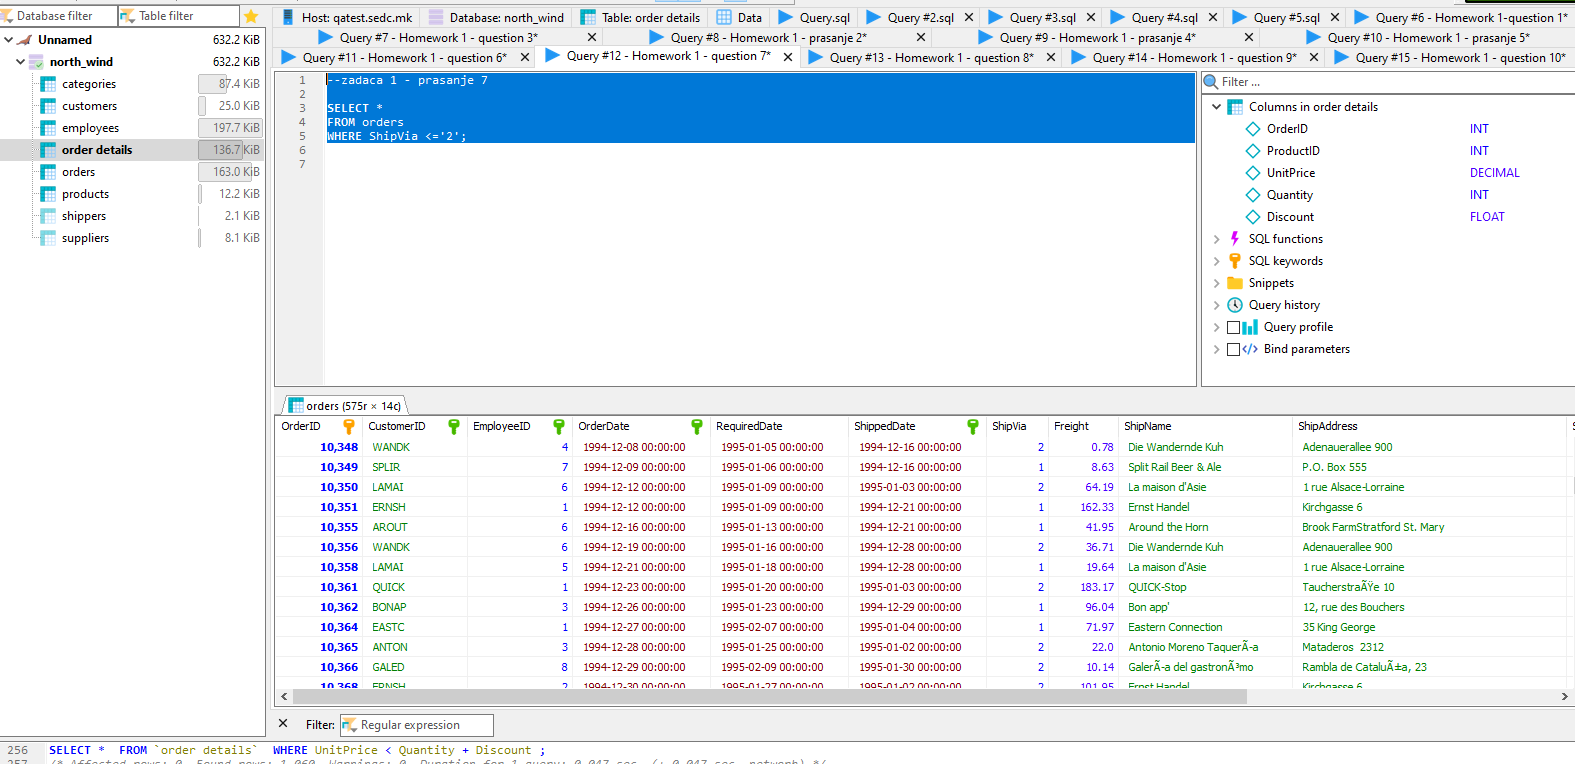 Database filter Table filter
Host: qatest.sedc.mk Database: north_wind Table: order details Data Query.sql Query #2.sql Query #3.sql Query #4.sql Query #5.sql Query #6 - Homework 1-question 1*
Query #7 - Homework 1 - question 3* Query #8 - Homework 1 - prasanje 2* Query #9 - Homework 1 - prasanje 4* Query #10 - Homework 1 - prasanje 5*
Query #11 - Homework 1 - question 6* Query #12 - Homework 1 - question 7* Query #13 - Homework 1 - question 8* Query #14 - Homework 1 - question 9* Query #15 - Homework 1 - question 10*
Unnamed 632.2 KiB
north_wind 632.2 KiB
categories 87.4 KiB
customers 25.0 KiB
employees 197.7 KiB
order details 136.7 KiB
orders 163.0 KiB
products 12.2 KiB
shippers 2.1 KiB
suppliers 8.1 KiB
1 --zadaca 1 - prasanje 7
2
3 SELECT *
4 FROM orders
5 WHERE ShipVia <='2';
6
7
Filter ...
Columns in order details
OrderID INT
ProductID INT
UnitPrice DECIMAL
Quantity INT
Discount FLOAT
SQL functions
SQL keywords
Snippets
Query history
Query profile
Bind parameters
orders (575r × 14c)
OrderID CustomerID EmployeeID OrderDate RequiredDate ShippedDate ShipVia Freight ShipName ShipAddress
10,348 WANDK 4 1994-12-08 00:00:00 1995-01-05 00:00:00 1994-12-16 00:00:00 2 0.78 Die Wandernde Kuh Adenauerallee 900
10,349 SPLIR 7 1994-12-09 00:00:00 1995-01-06 00:00:00 1994-12-16 00:00:00 1 8.63 Split Rail Beer & Ale P.O. Box 555
10,350 LAMAI 6 1994-12-12 00:00:00 1995-01-09 00:00:00 1995-01-03 00:00:00 2 64.19 La maison d'Asie 1 rue Alsace-Lorraine
10,351 ERNSH 1 1994-12-12 00:00:00 1995-01-09 00:00:00 1994-12-21 00:00:00 1 162.33 Ernst Handel Kirchgasse 6
10,355 AROUT 6 1994-12-16 00:00:00 1995-01-13 00:00:00 1994-12-21 00:00:00 1 41.95 Around the Horn Brook FarmStratford St. Mary
10,356 WANDK 6 1994-12-19 00:00:00 1995-01-16 00:00:00 1994-12-28 00:00:00 2 36.71 Die Wandernde Kuh Adenauerallee 900
10,358 LAMAI 5 1994-12-21 00:00:00 1995-01-18 00:00:00 1994-12-28 00:00:00 1 19.64 La maison d'Asie 1 rue Alsace-Lorraine
10,361 QUICK 1 1994-12-23 00:00:00 1995-01-20 00:00:00 1995-01-03 00:00:00 2 183.17 QUICK-Stop TaucherstraÃŸe 10
10,362 BONAP 3 1994-12-26 00:00:00 1995-01-23 00:00:00 1994-12-29 00:00:00 1 96.04 Bon app' 12, rue des Bouchers
10,364 EASTC 1 1994-12-27 00:00:00 1995-02-07 00:00:00 1995-01-04 00:00:00 1 71.97 Eastern Connection 35 King George
10,365 ANTON 3 1994-12-28 00:00:00 1995-01-25 00:00:00 1995-01-02 00:00:00 2 22.0 Antonio Moreno TaquerÃ-a Mataderos 2312
10,366 GALED 8 1994-12-29 00:00:00 1995-02-09 00:00:00 1995-01-30 00:00:00 2 10.14 GalerÃ-a del gastronÃ³mo Rambla de CataluÃ±a, 23
10,368 ERNSH 2 1994-12-30 00:00:00 1995-01-27 00:00:00 1995-01-02 00:00:00 2 101.95 Ernst Handel Kirchgasse 6
Filter: Regular expression
256 SELECT * FROM `order details` WHERE UnitPrice < Quantity + Discount ;
257 /* Affected rows: 0 Found rows: 1,060 Warnings: 0 Duration for 1 query: 0.047 sec. (+ 0.047 sec. network) */